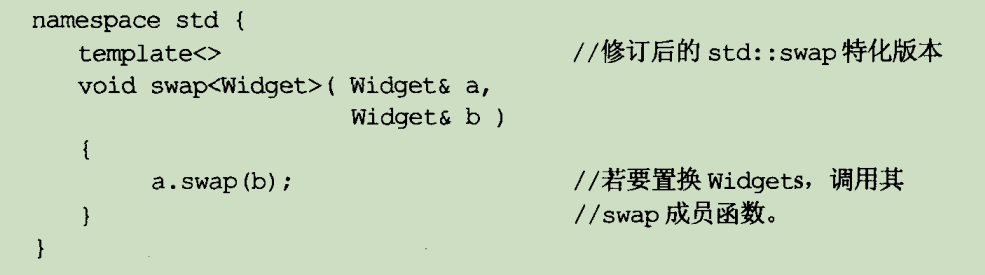 namespace std {
template<> //修订后的 std::swap 特化版本
void swap<Widget>( Widget& a,
Widget& b )
{
a.swap(b); //若要置换 Widgets，调用其
} //swap 成员函数。
}